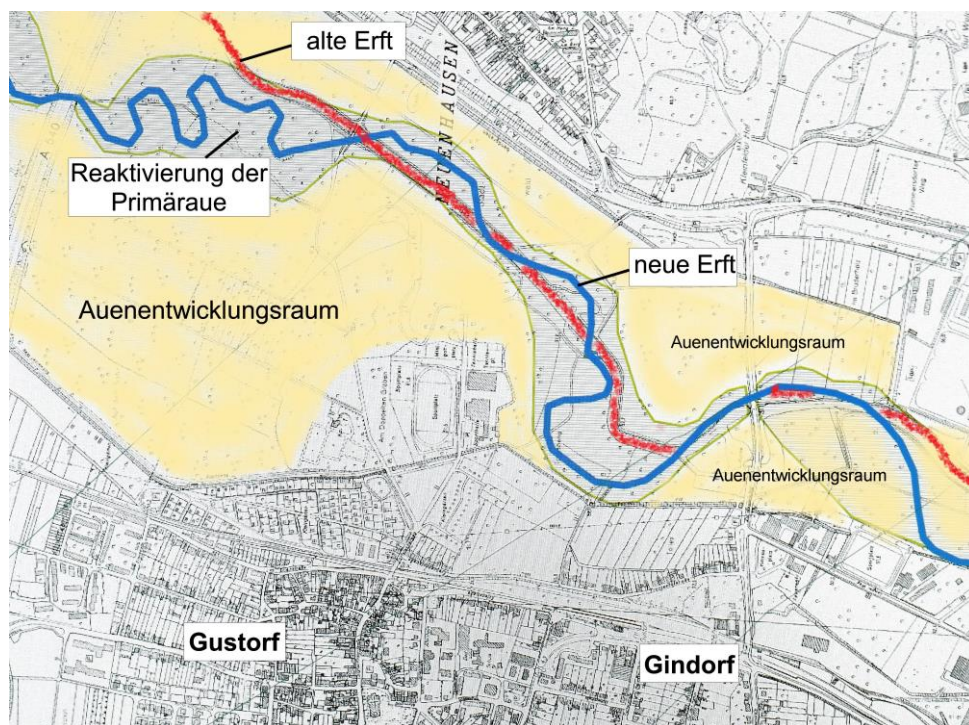 alte Erft
NEUENHAUSEN
Reaktivierung der
Primäraue
neue Erft
Auenentwicklungsraum
Auenentwicklungsraum
Auenentwicklungsraum
Gustorf
Gindorf